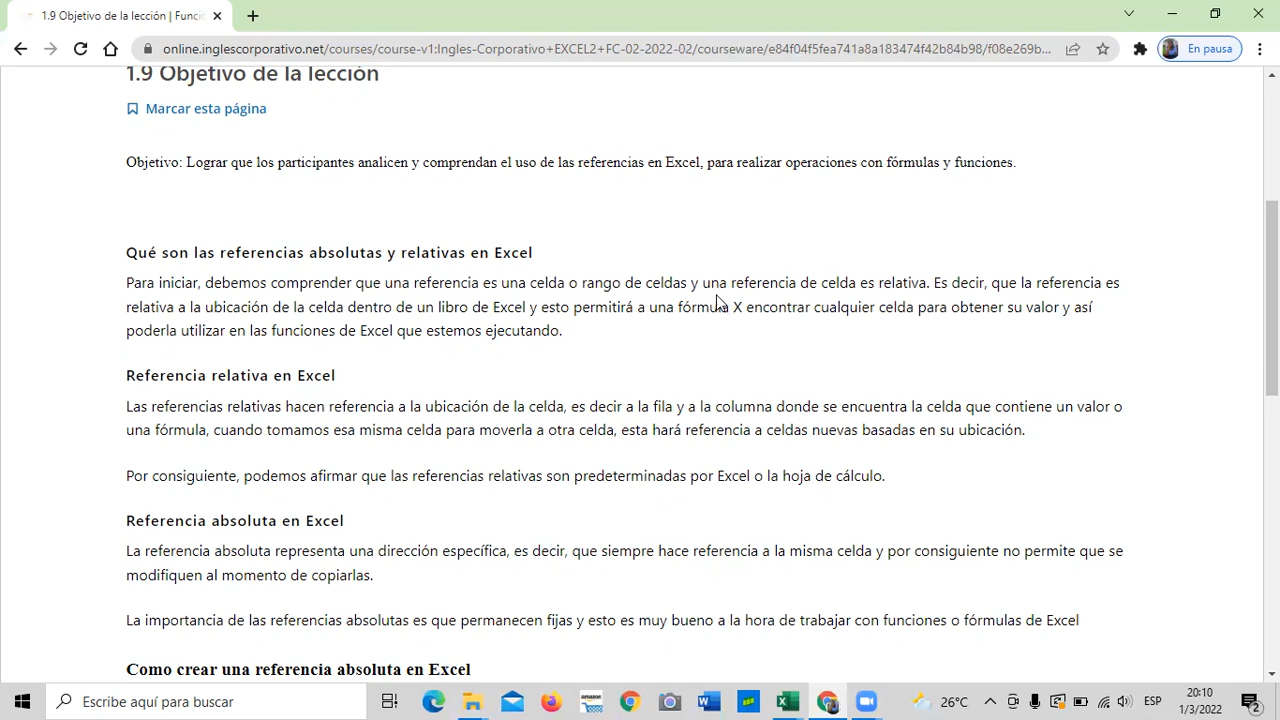 1.9 Objetivo de la lección | Funci
online.inglescorporativo.net/courses/course-v1:Ingles-Corporativo+EXCEL2+FC-02-2022-02/courseware/e84f04f5fea741a8a183474f42b84b98/f08e269b...
En pausa
1.9 Objetivo de la lección
Marcar esta página
Objetivo: Lograr que los participantes analicen y comprendan el uso de las referencias en Excel, para realizar operaciones con fórmulas y funciones.
Qué son las referencias absolutas y relativas en Excel
Para iniciar, debemos comprender que una referencia es una celda o rango de celdas y una referencia de celda es relativa. Es decir, que la referencia es
relativa a la ubicación de la celda dentro de un libro de Excel y esto permitirá a una fórmula X encontrar cualquier celda para obtener su valor y así
poderla utilizar en las funciones de Excel que estemos ejecutando.
Referencia relativa en Excel
Las referencias relativas hacen referencia a la ubicación de la celda, es decir a la fila y a la columna donde se encuentra la celda que contiene un valor o
una fórmula, cuando tomamos esa misma celda para moverla a otra celda, esta hará referencia a celdas nuevas basadas en su ubicación.
Por consiguiente, podemos afirmar que las referencias relativas son predeterminadas por Excel o la hoja de cálculo.
Referencia absoluta en Excel
La referencia absoluta representa una dirección específica, es decir, que siempre hace referencia a la misma celda y por consiguiente no permite que se
modifiquen al momento de copiarlas.
La importancia de las referencias absolutas es que permanecen fijas y esto es muy bueno a la hora de trabajar con funciones o fórmulas de Excel
Como crear una referencia absoluta en Excel
Escribe aquí para buscar
amazon
26°C
ESP
20:10
1/3/2022
2